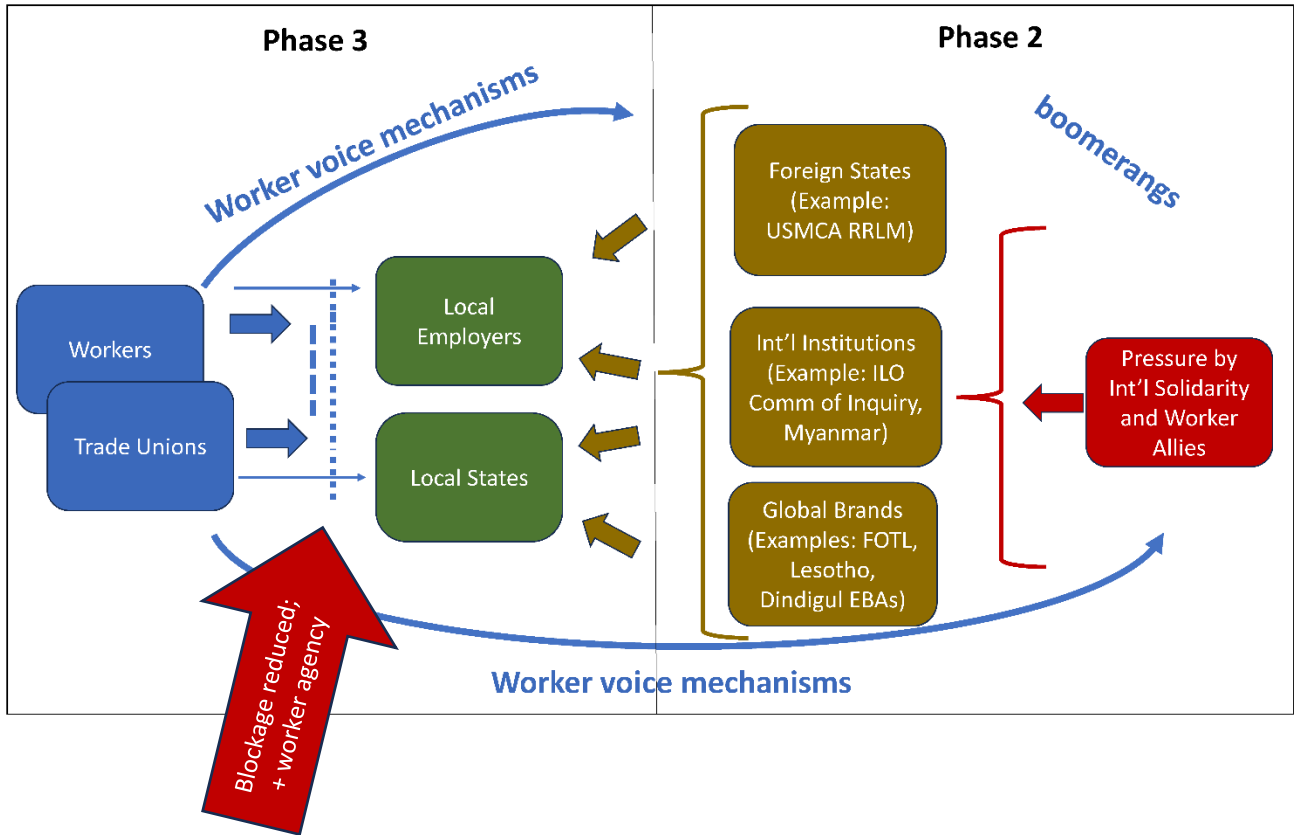 Phase 3
Phase 2
Worker voice mechanisms
boomerangs
Foreign States
(Example:
USMCA RRLM)
Workers
Trade Unions
Local
Employers
Local States
Int'l Institutions
(Example: ILO
Comm of Inquiry,
Myanmar)
Global Brands
(Examples: FOTL,
Lesotho,
Dindigul EBAs)
Pressure by
Int'l Solidarity
and Worker
Allies
Worker voice mechanisms
Blockage reduced;
+ worker agency